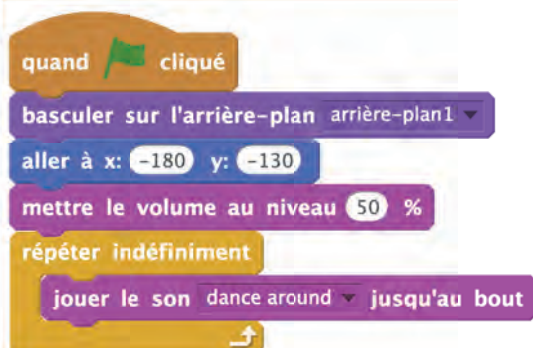 quand cliqué
basculer sur l'arrière-plan arrière-plan1
aller à x: -180 y: -130
mettre le volume au niveau 50 %
répéter indéfiniment
jouer le son dance around jusqu'au bout